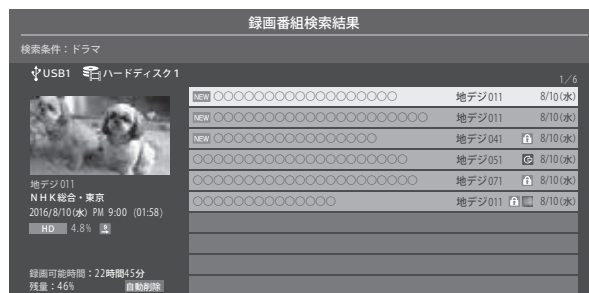 録画番組検索結果
検索条件：ドラマ
USB1 ハードディスク1
1／6
NEW 〇〇〇〇〇〇〇〇〇〇〇〇〇〇〇〇〇〇 地デジ011 8/10(水)
NEW 〇〇〇〇〇〇〇〇〇〇〇〇〇〇〇〇〇〇〇〇〇 地デジ011 8/10(水)
NEW 〇〇〇〇〇〇〇〇〇〇〇〇〇〇〇〇 地デジ041 8/10(水)
〇〇〇〇〇〇〇〇〇〇〇〇〇〇〇〇〇〇〇〇〇 地デジ051 8/10(水)
〇〇〇〇〇〇〇〇〇〇〇〇〇〇〇〇〇〇〇〇〇〇 地デジ071 8/10(水)
〇〇〇〇〇〇〇〇〇〇〇〇〇〇 地デジ011 8/10(水)
地デジ011
NHK総合・東京
2016/8/10(水) PM 9:00 (01:58)
HD 4.8%
録画可能時間：22時間45分
残量：46% 自動削除